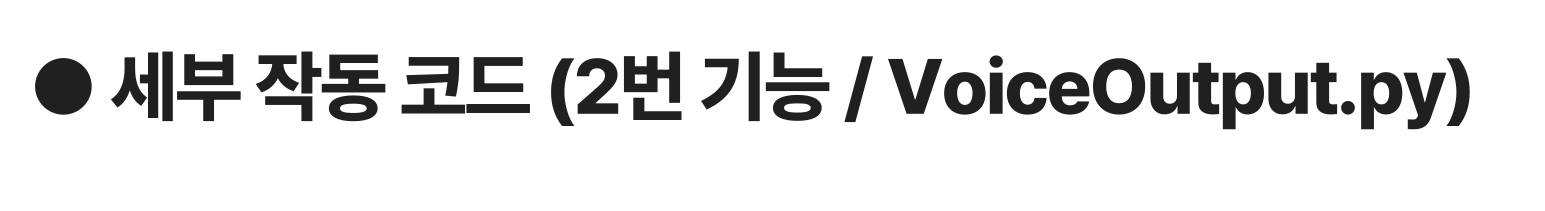 ● 세부 작동 코드 (2번 기능 / VoiceOutput.py)